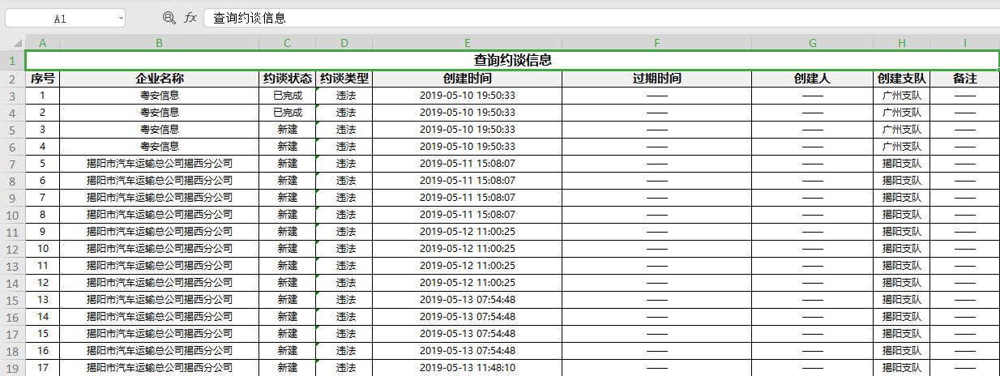 A1 fx 查询约谈信息
A B C D E F G H I
1 查询约谈信息
2 序号 企业名称 约谈状态 约谈类型 创建时间 过期时间 创建人 创建支队 备注
3 1 粤安信息 已完成 违法 2019-05-10 19:50:33 —— —— 广州支队 ——
4 2 粤安信息 已完成 违法 2019-05-10 19:50:33 —— —— 广州支队 ——
5 3 粤安信息 新建 违法 2019-05-10 19:50:33 —— —— 广州支队 ——
6 4 粤安信息 新建 违法 2019-05-10 19:50:33 —— —— 广州支队 ——
7 5 揭阳市汽车运输总公司揭西分公司 新建 违法 2019-05-11 15:08:07 —— —— 揭阳支队 ——
8 6 揭阳市汽车运输总公司揭西分公司 新建 违法 2019-05-11 15:08:07 —— —— 揭阳支队 ——
9 7 揭阳市汽车运输总公司揭西分公司 新建 违法 2019-05-11 15:08:07 —— —— 揭阳支队 ——
10 8 揭阳市汽车运输总公司揭西分公司 新建 违法 2019-05-11 15:08:07 —— —— 揭阳支队 ——
11 9 揭阳市汽车运输总公司揭西分公司 新建 违法 2019-05-12 11:00:25 —— —— 揭阳支队 ——
12 10 揭阳市汽车运输总公司揭西分公司 新建 违法 2019-05-12 11:00:25 —— —— 揭阳支队 ——
13 11 揭阳市汽车运输总公司揭西分公司 新建 违法 2019-05-12 11:00:25 —— —— 揭阳支队 ——
14 12 揭阳市汽车运输总公司揭西分公司 新建 违法 2019-05-12 11:00:25 —— —— 揭阳支队 ——
15 13 揭阳市汽车运输总公司揭西分公司 新建 违法 2019-05-13 07:54:48 —— —— 揭阳支队 ——
16 14 揭阳市汽车运输总公司揭西分公司 新建 违法 2019-05-13 07:54:48 —— —— 揭阳支队 ——
17 15 揭阳市汽车运输总公司揭西分公司 新建 违法 2019-05-13 07:54:48 —— —— 揭阳支队 ——
18 16 揭阳市汽车运输总公司揭西分公司 新建 违法 2019-05-13 07:54:48 —— —— 揭阳支队 ——
19 17 揭阳市汽车运输总公司揭西分公司 新建 违法 2019-05-13 11:48:10 —— —— 揭阳支队 ——